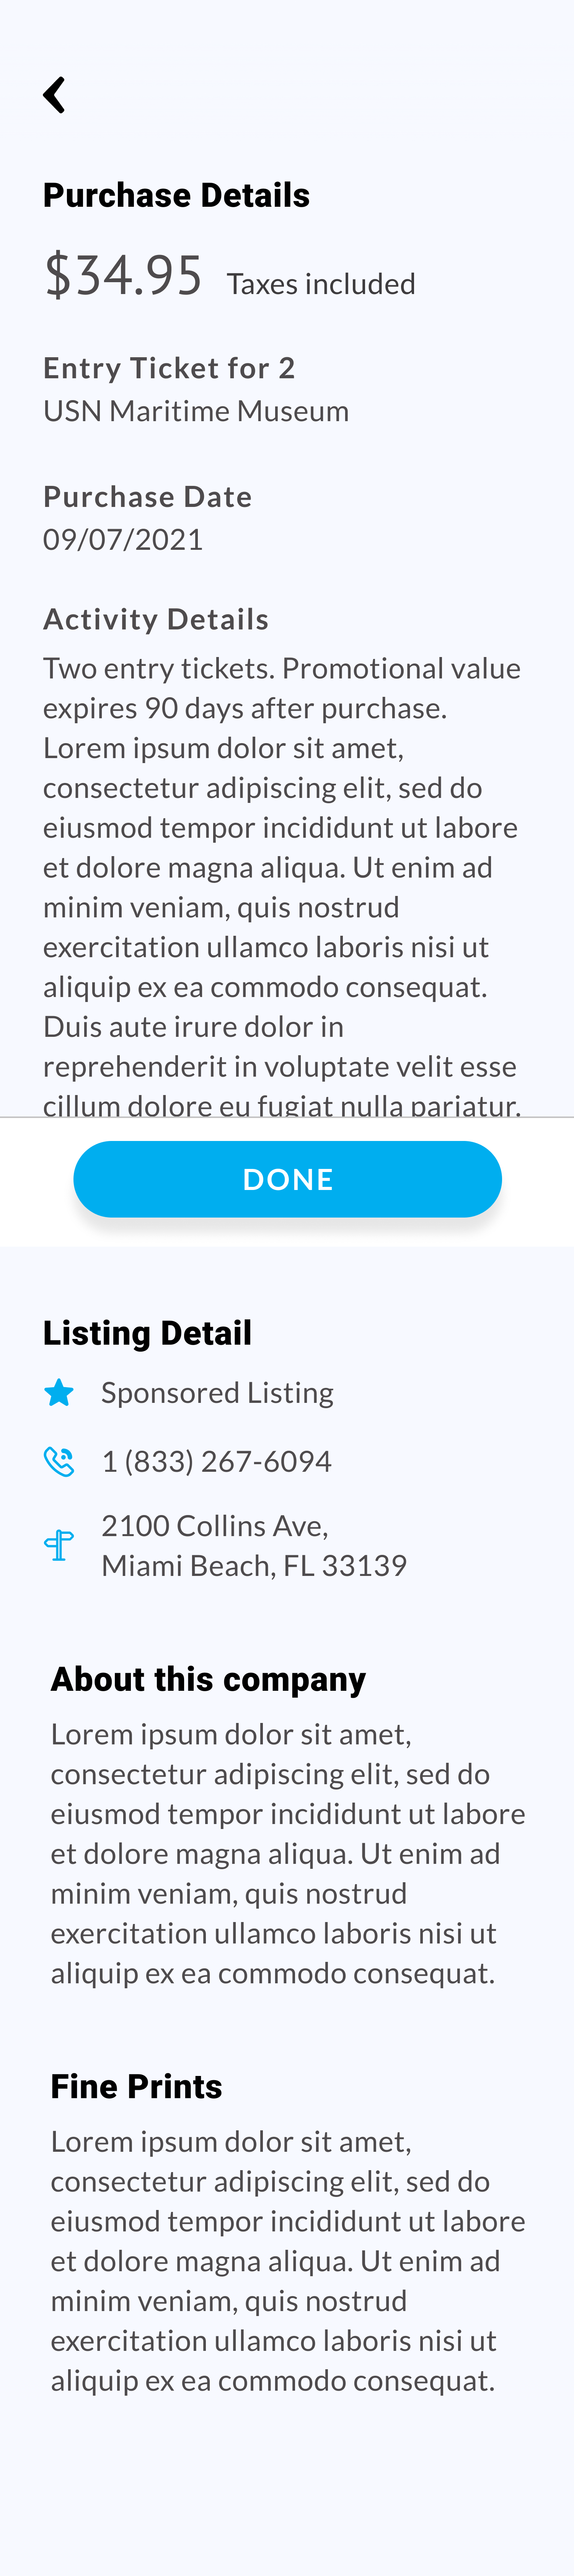 Purchase Details
$34.95 Taxes included
Entry Ticket for 2
USN Maritime Museum
Purchase Date
09/07/2021
Activity Details
Two entry tickets. Promotional value
expires 90 days after purchase.
Lorem ipsum dolor sit amet,
consectetur adipiscing elit, sed do
eiusmod tempor incididunt ut labore
et dolore magna aliqua. Ut enim ad
minim veniam, quis nostrud
exercitation ullamco laboris nisi ut
aliquip ex ea commodo consequat.
Duis aute irure dolor in
reprehenderit in voluptate velit esse
cillum dolore eu fugiat nulla pariatur.
DONE
Listing Detail
Sponsored Listing
1 (833) 267-6094
2100 Collins Ave,
Miami Beach, FL 33139
About this company
Lorem ipsum dolor sit amet,
consectetur adipiscing elit, sed do
eiusmod tempor incididunt ut labore
et dolore magna aliqua. Ut enim ad
minim veniam, quis nostrud
exercitation ullamco laboris nisi ut
aliquip ex ea commodo consequat.
Fine Prints
Lorem ipsum dolor sit amet,
consectetur adipiscing elit, sed do
eiusmod tempor incididunt ut labore
et dolore magna aliqua. Ut enim ad
minim veniam, quis nostrud
exercitation ullamco laboris nisi ut
aliquip ex ea commodo consequat.